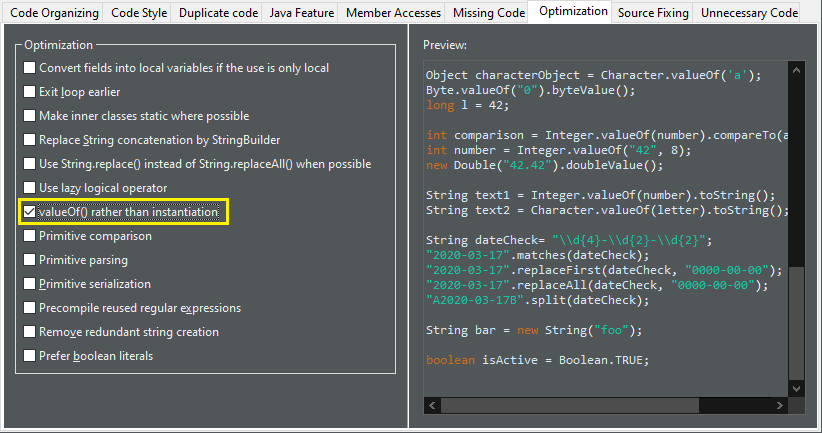 Code Organizing Code Style Duplicate code Java Feature Member Accesses Missing Code Optimization Source Fixing Unnecessary Code
Optimization
Convert fields into local variables if the use is only local
Exit loop earlier
Make inner classes static where possible
Replace String concatenation by StringBuilder
Use String.replace() instead of String.replaceAll() when possible
Use lazy logical operator
valueOf() rather than instantiation
Primitive comparison
Primitive parsing
Primitive serialization
Precompile reused regular expressions
Remove redundant string creation
Prefer boolean literals
Preview:
Object characterObject = Character.valueOf('a');
Byte.valueOf("0").byteValue();
long l = 42;
int comparison = Integer.valueOf(number).compareTo(a
int number = Integer.valueOf("42", 8);
new Double("42.42").doubleValue();
String text1 = Integer.valueOf(number).toString();
String text2 = Character.valueOf(letter).toString();
String dateCheck= "\\d{4}-\\d{2}-\\d{2}";
"2020-03-17".matches(dateCheck);
"2020-03-17".replaceFirst(dateCheck, "0000-00-00");
"2020-03-17".replaceAll(dateCheck, "0000-00-00");
"A2020-03-17B".split(dateCheck);
String bar = new String("foo");
boolean isActive = Boolean.TRUE;